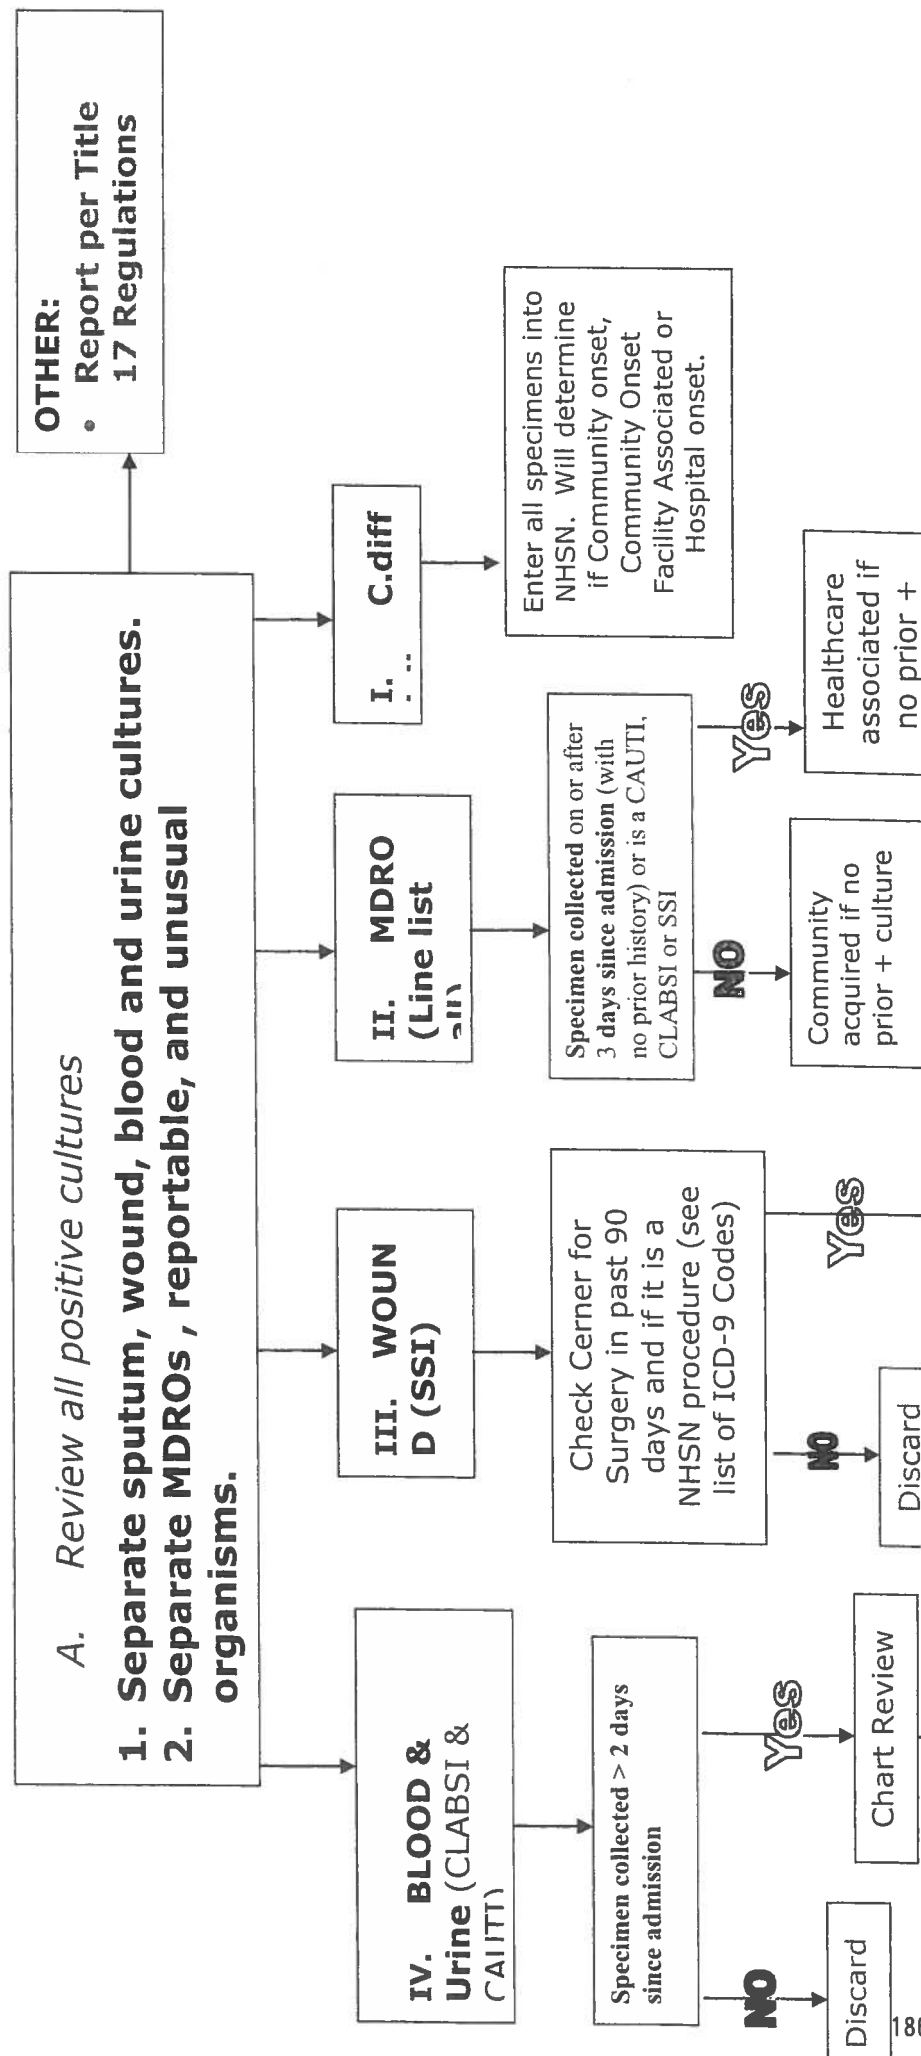 A. Review all positive cultures
1. Separate sputum, wound, blood and urine cultures.
2. Separate MDROs , reportable, and unusual
organisms.
OTHER:
• Report per Title
17 Regulations
IV. BLOOD &
Urine (CLABSI &
III. WOUN
D (SSI)
II. MDRO
(Line list
I. C.diff
Specimen collected > 2 days
since admission
Check Cerner for
Surgery in past 90
days and if it is a
NHSN procedure (see
list of ICD-9 Codes)
Specimen collected on or after
3 days since admission (with
no prior history) or is a CAUTI,
CLABSI or SSI
Enter all specimens into
NHSN. Will determine
if Community onset,
Community Onset
Facility Associated or
Hospital onset.
NO
Yes
NO
Yes
NO
Yes
Discard
Chart Review
Discard
Community
acquired if no
prior + culture
Healthcare
associated if
no prior +